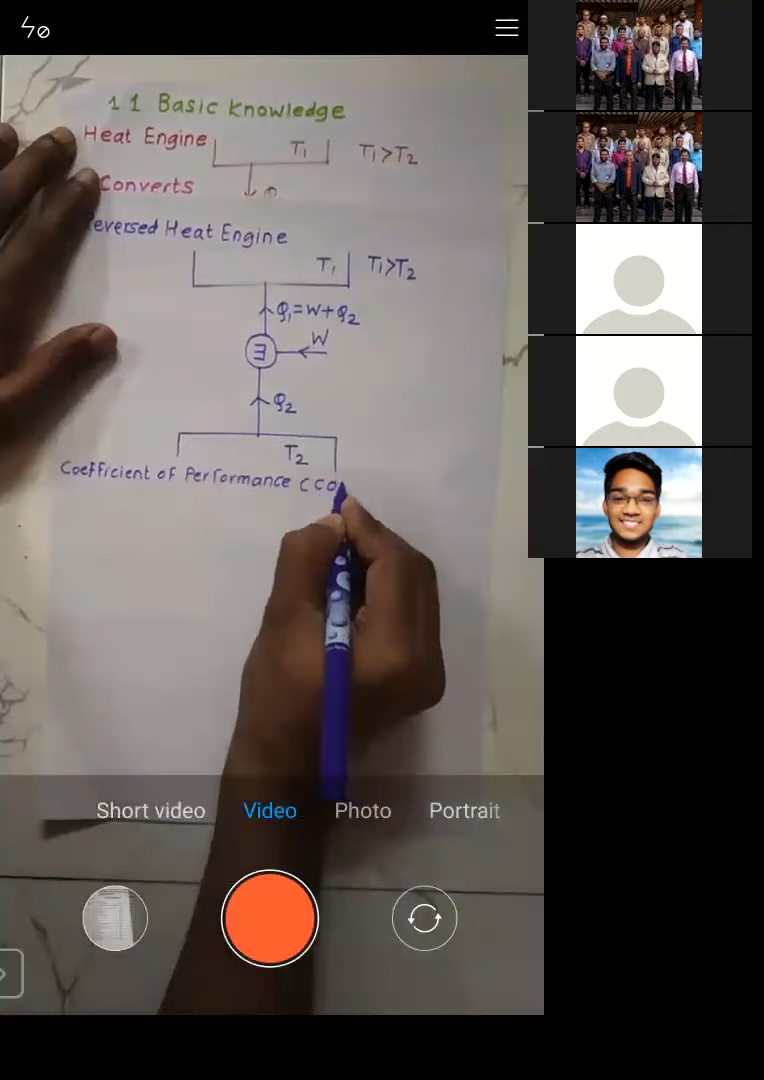 1 1 Basic Knowledge
Heat Engine
T1 T1>T2
Converts
eversed Heat Engine
T1 T1>T2
Q1=W+Q2
W
E
Q2
T2
Coefficient of Performance (CO
Short video Video Photo Portrait